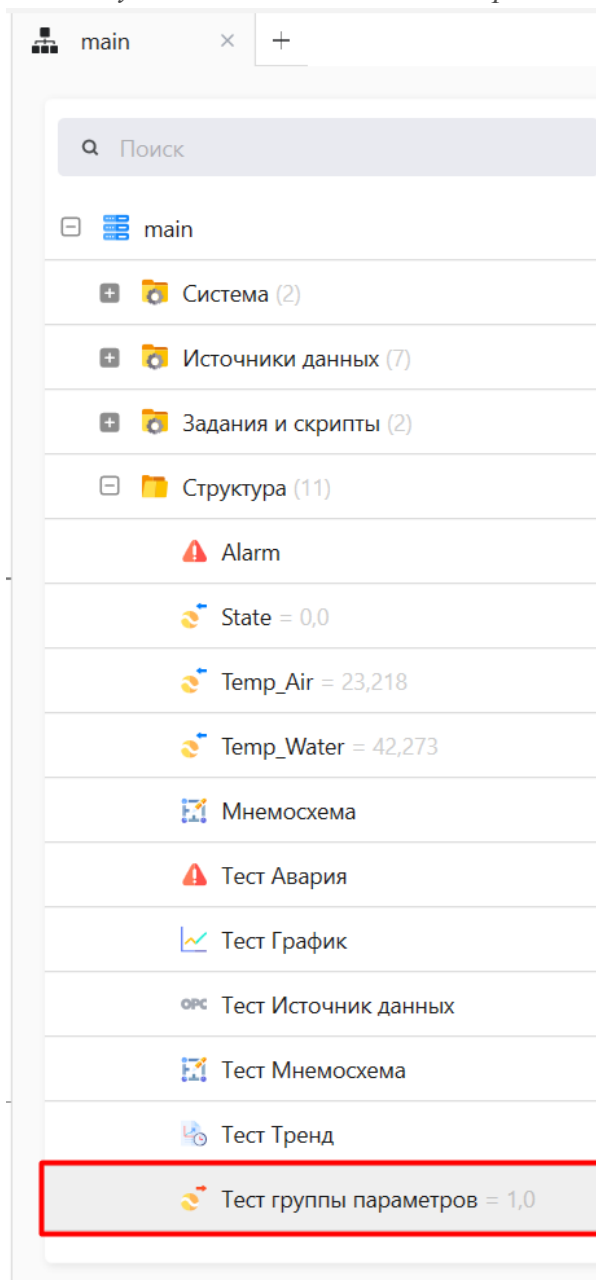 main
Поиск
main
Система (2)
Источники данных (7)
Задания и скрипты (2)
Структура (11)
Alarm
State = 0,0
Temp_Air = 23,218
Temp_Water = 42,273
Мнемосхема
Тест Авария
Тест График
OPC Тест Источник данных
Тест Мнемосхема
Тест Тренд
Тест группы параметров = 1,0